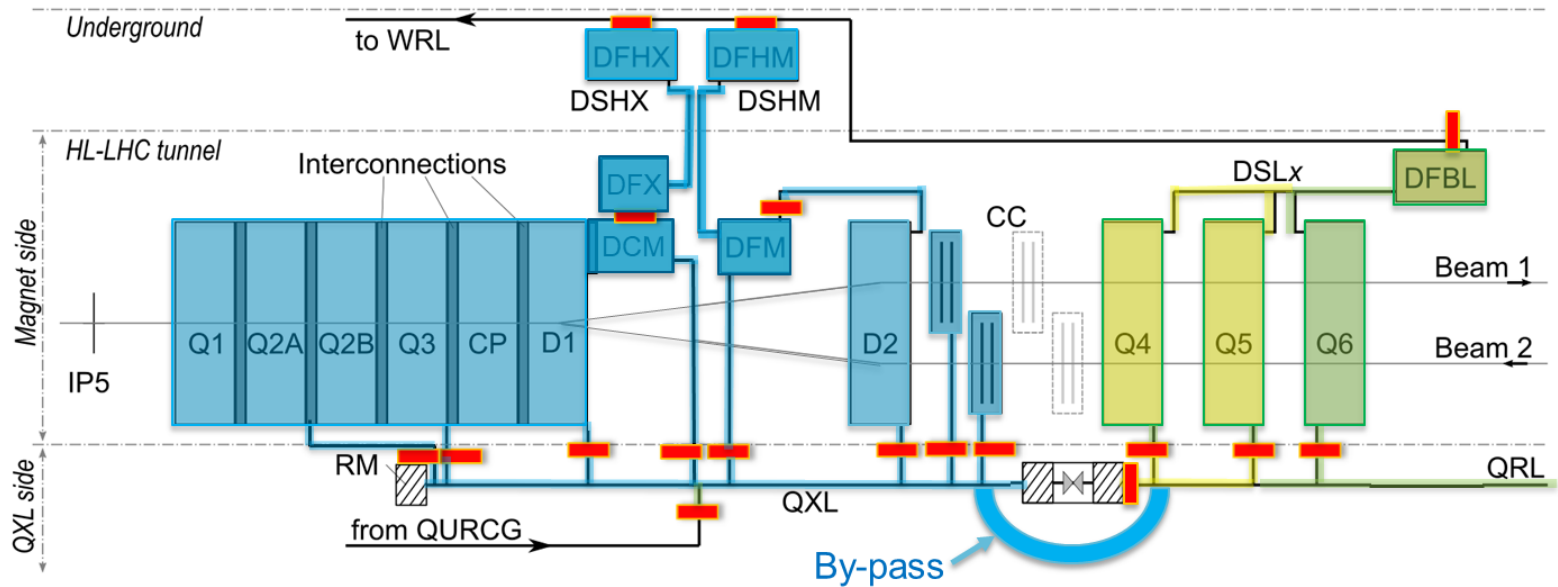 Underground
to WRL
DFHX
DFHM
DSHX
DSHM
HL-LHC tunnel
Interconnections
DFX
DSLx
DFBL
Magnet side
DCM
DFM
CC
Beam 1
Q1
Q2A
Q2B
Q3
CP
D1
D2
Q4
Q5
Q6
Beam 2
IP5
RM
QXL side
QXL
QRL
from QURCG
By-pass